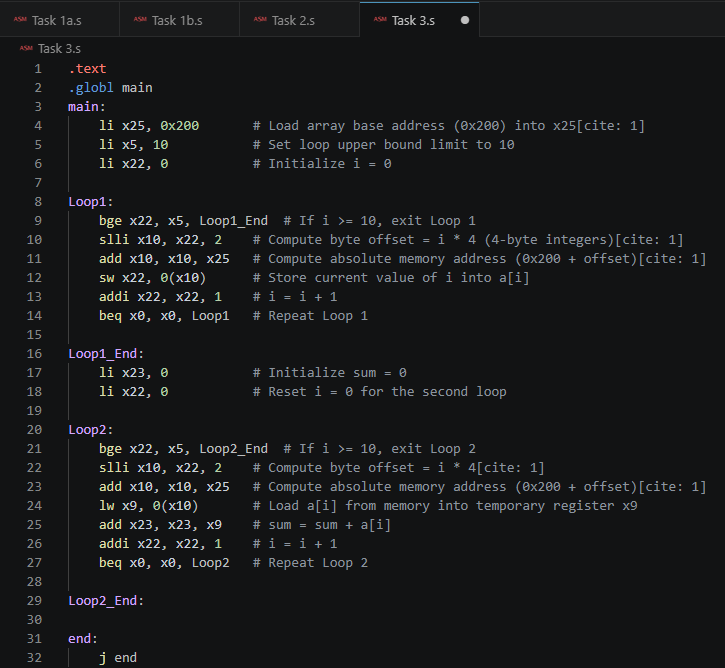 ASM Task 1a.s ASM Task 1b.s ASM Task 2.s ASM Task 3.s ●
ASM Task 3.s
1 .text
2 .globl main
3 main:
4 li x25, 0x200 # Load array base address (0x200) into x25[cite: 1]
5 li x5, 10 # Set loop upper bound limit to 10
6 li x22, 0 # Initialize i = 0
7
8 Loop1:
9 bge x22, x5, Loop1_End # If i >= 10, exit Loop 1
10 slli x10, x22, 2 # Compute byte offset = i * 4 (4-byte integers)[cite: 1]
11 add x10, x10, x25 # Compute absolute memory address (0x200 + offset)[cite: 1]
12 sw x22, 0(x10) # Store current value of i into a[i]
13 addi x22, x22, 1 # i = i + 1
14 beq x0, x0, Loop1 # Repeat Loop 1
15
16 Loop1_End:
17 li x23, 0 # Initialize sum = 0
18 li x22, 0 # Reset i = 0 for the second loop
19
20 Loop2:
21 bge x22, x5, Loop2_End # If i >= 10, exit Loop 2
22 slli x10, x22, 2 # Compute byte offset = i * 4[cite: 1]
23 add x10, x10, x25 # Compute absolute memory address (0x200 + offset)[cite: 1]
24 lw x9, 0(x10) # Load a[i] from memory into temporary register x9
25 add x23, x23, x9 # sum = sum + a[i]
26 addi x22, x22, 1 # i = i + 1
27 beq x0, x0, Loop2 # Repeat Loop 2
28
29 Loop2_End:
30
31 end:
32 j end